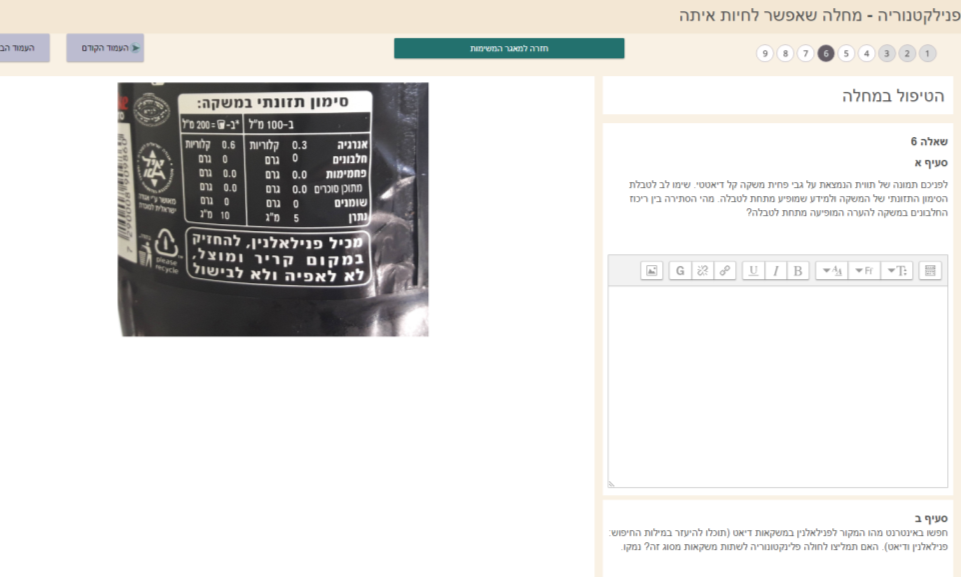 פנילקטנוריה - מחלה שאפשר לחיות איתה
1 2 3 4 5 6 7 8 9
חזרה למאגר המשימות
העמוד הקודם
העמוד הב
הטיפול במחלה
שאלה 6
סעיף א
לפניכם תמונה של תווית הנמצאת על גבי פחית משקה קל דיאטטי. שימו לב לטבלת
הסימון התזונתי של המשקה ולמידע שמופיע מתחת לטבלה. מהי הסתירה בין ריכוז
החלבונים במשקה להערה המופיעה מתחת לטבלה?
סעיף ב
חפשו באינטרנט מהו המקור לפנילאלנין במשקאות דיאט (תוכלו להיעזר במילות החיפוש:
פנילאלנין ודיאט). האם תמליצו לחולה פלינקטונוריה לשתות משקאות מסוג זה? נמקו.
סימון תזונתי במשקה:
ב-100 מ"ל *ב- = 200 מ"ל
אנרגיה 0.3 קלוריות 0.6 קלוריות
חלבונים 0 גרם 0 גרם
פחמימות 0.0 גרם 0.0 גרם
מתוכן סוכרים 0.0 גרם 0.0 גרם
שומנים 0 גרם 0 גרם
נתרן 5 מ"ג 10 מ"ג
מכיל פנילאלנין, להחזיק
במקום קריר ומוצל,
לא לאפיה ולא לבישול
מאושר ע"י אגודה
ישראלית לסוכרת
please
recycle